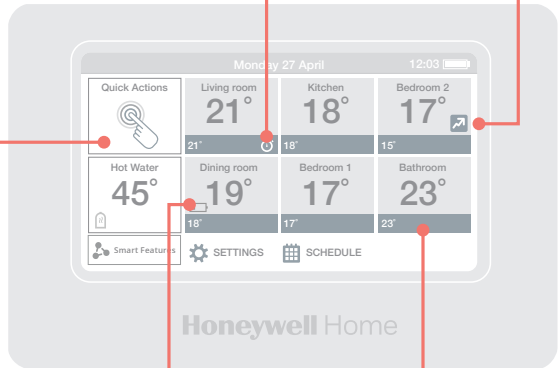 Monday 27 April 12:03
Quick Actions
Living room
21°
21°
Kitchen
18°
18°
Bedroom 2
17°
15°
Hot Water
45°
Dining room
19°
18°
Bedroom 1
17°
17°
Bathroom
23°
23°
Smart Features
SETTINGS
SCHEDULE
Honeywell Home